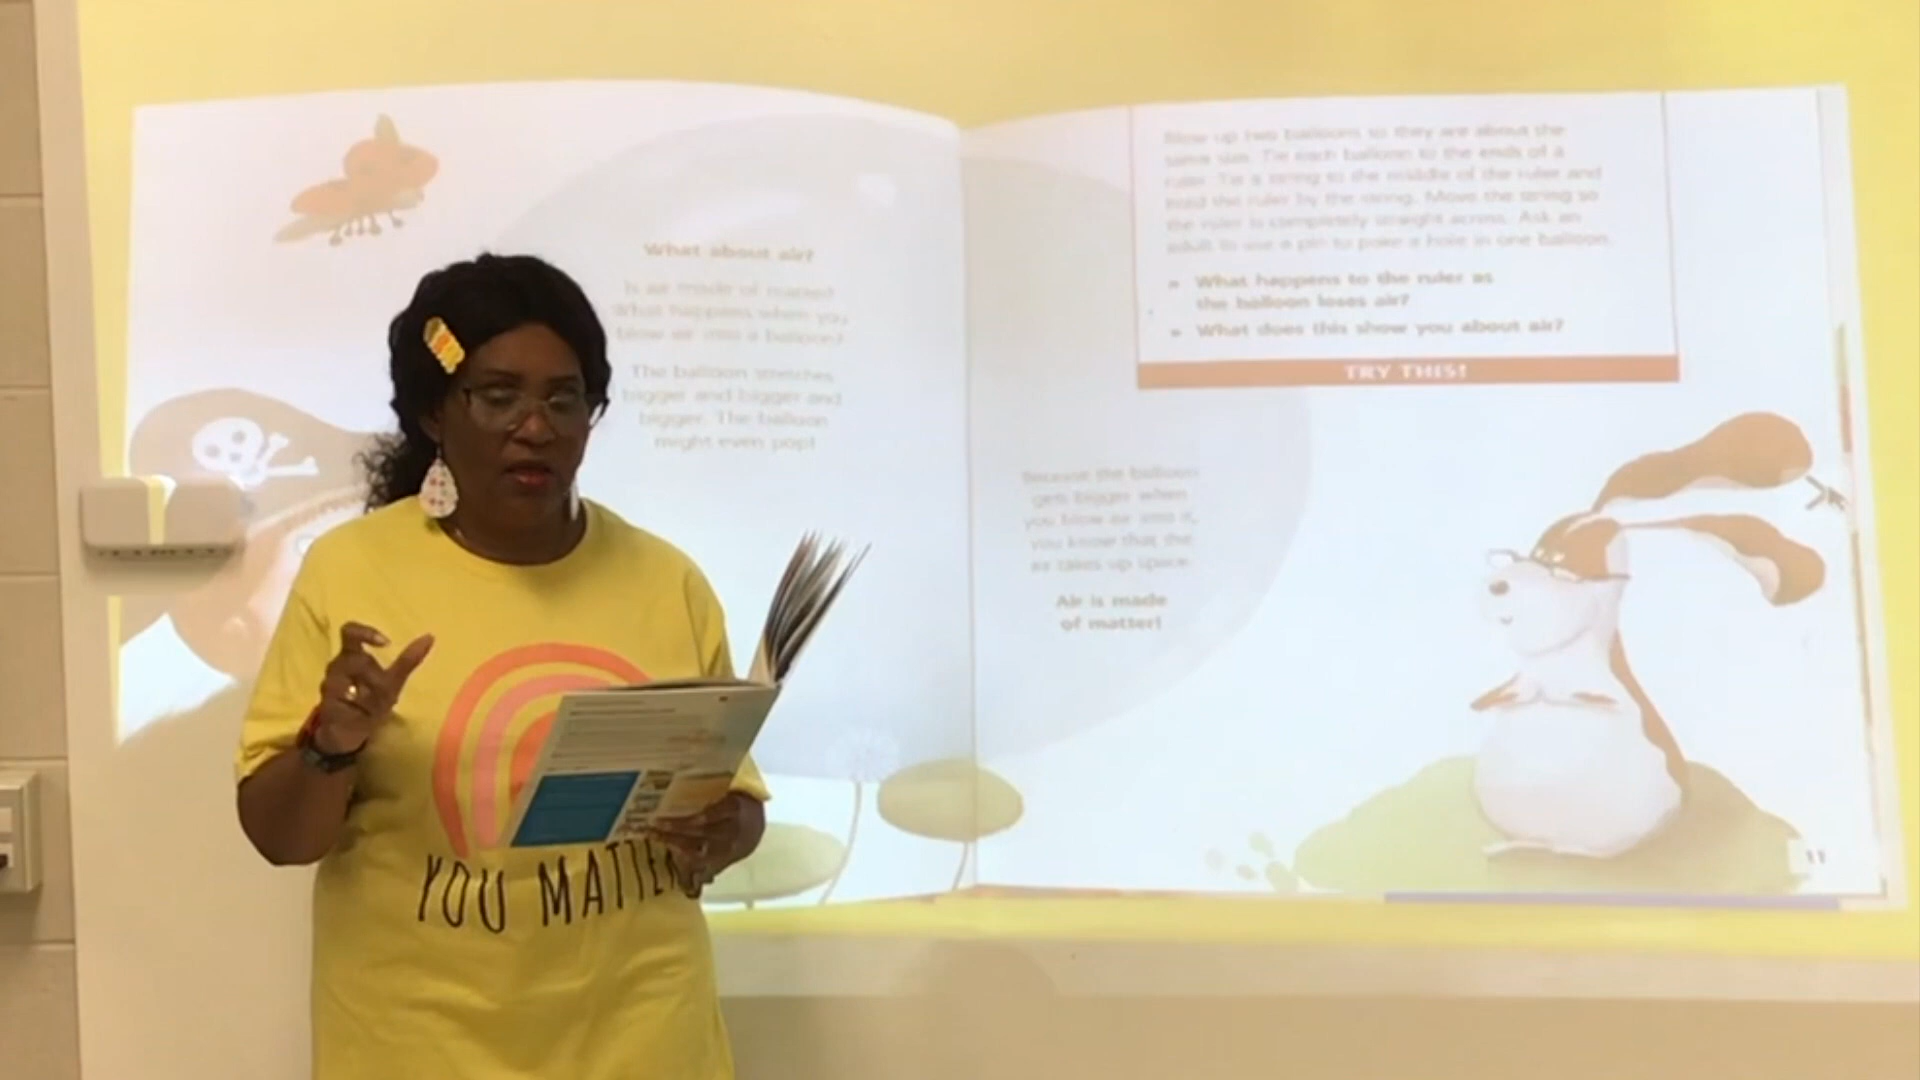 What about air?
Is air made of matter?
What happens when you
blow air into a balloon?
The balloon stretches
bigger and bigger and
bigger. The balloon
might even pop!
Blow up two balloons so they are about the
same size. Tie each balloon to the ends of a
ruler. Tie a string to the middle of the ruler and
hold the ruler by the string. Move the string so
the ruler is completely straight across. Ask an
adult to use a pin to poke a hole in one balloon.
» What happens to the ruler as
the balloon loses air?
» What does this show you about air?
TRY THIS!
Because the balloon
gets bigger when
you blow air into it,
you know that the
air takes up space.
Air is made
of matter!
11
YOU MATTER